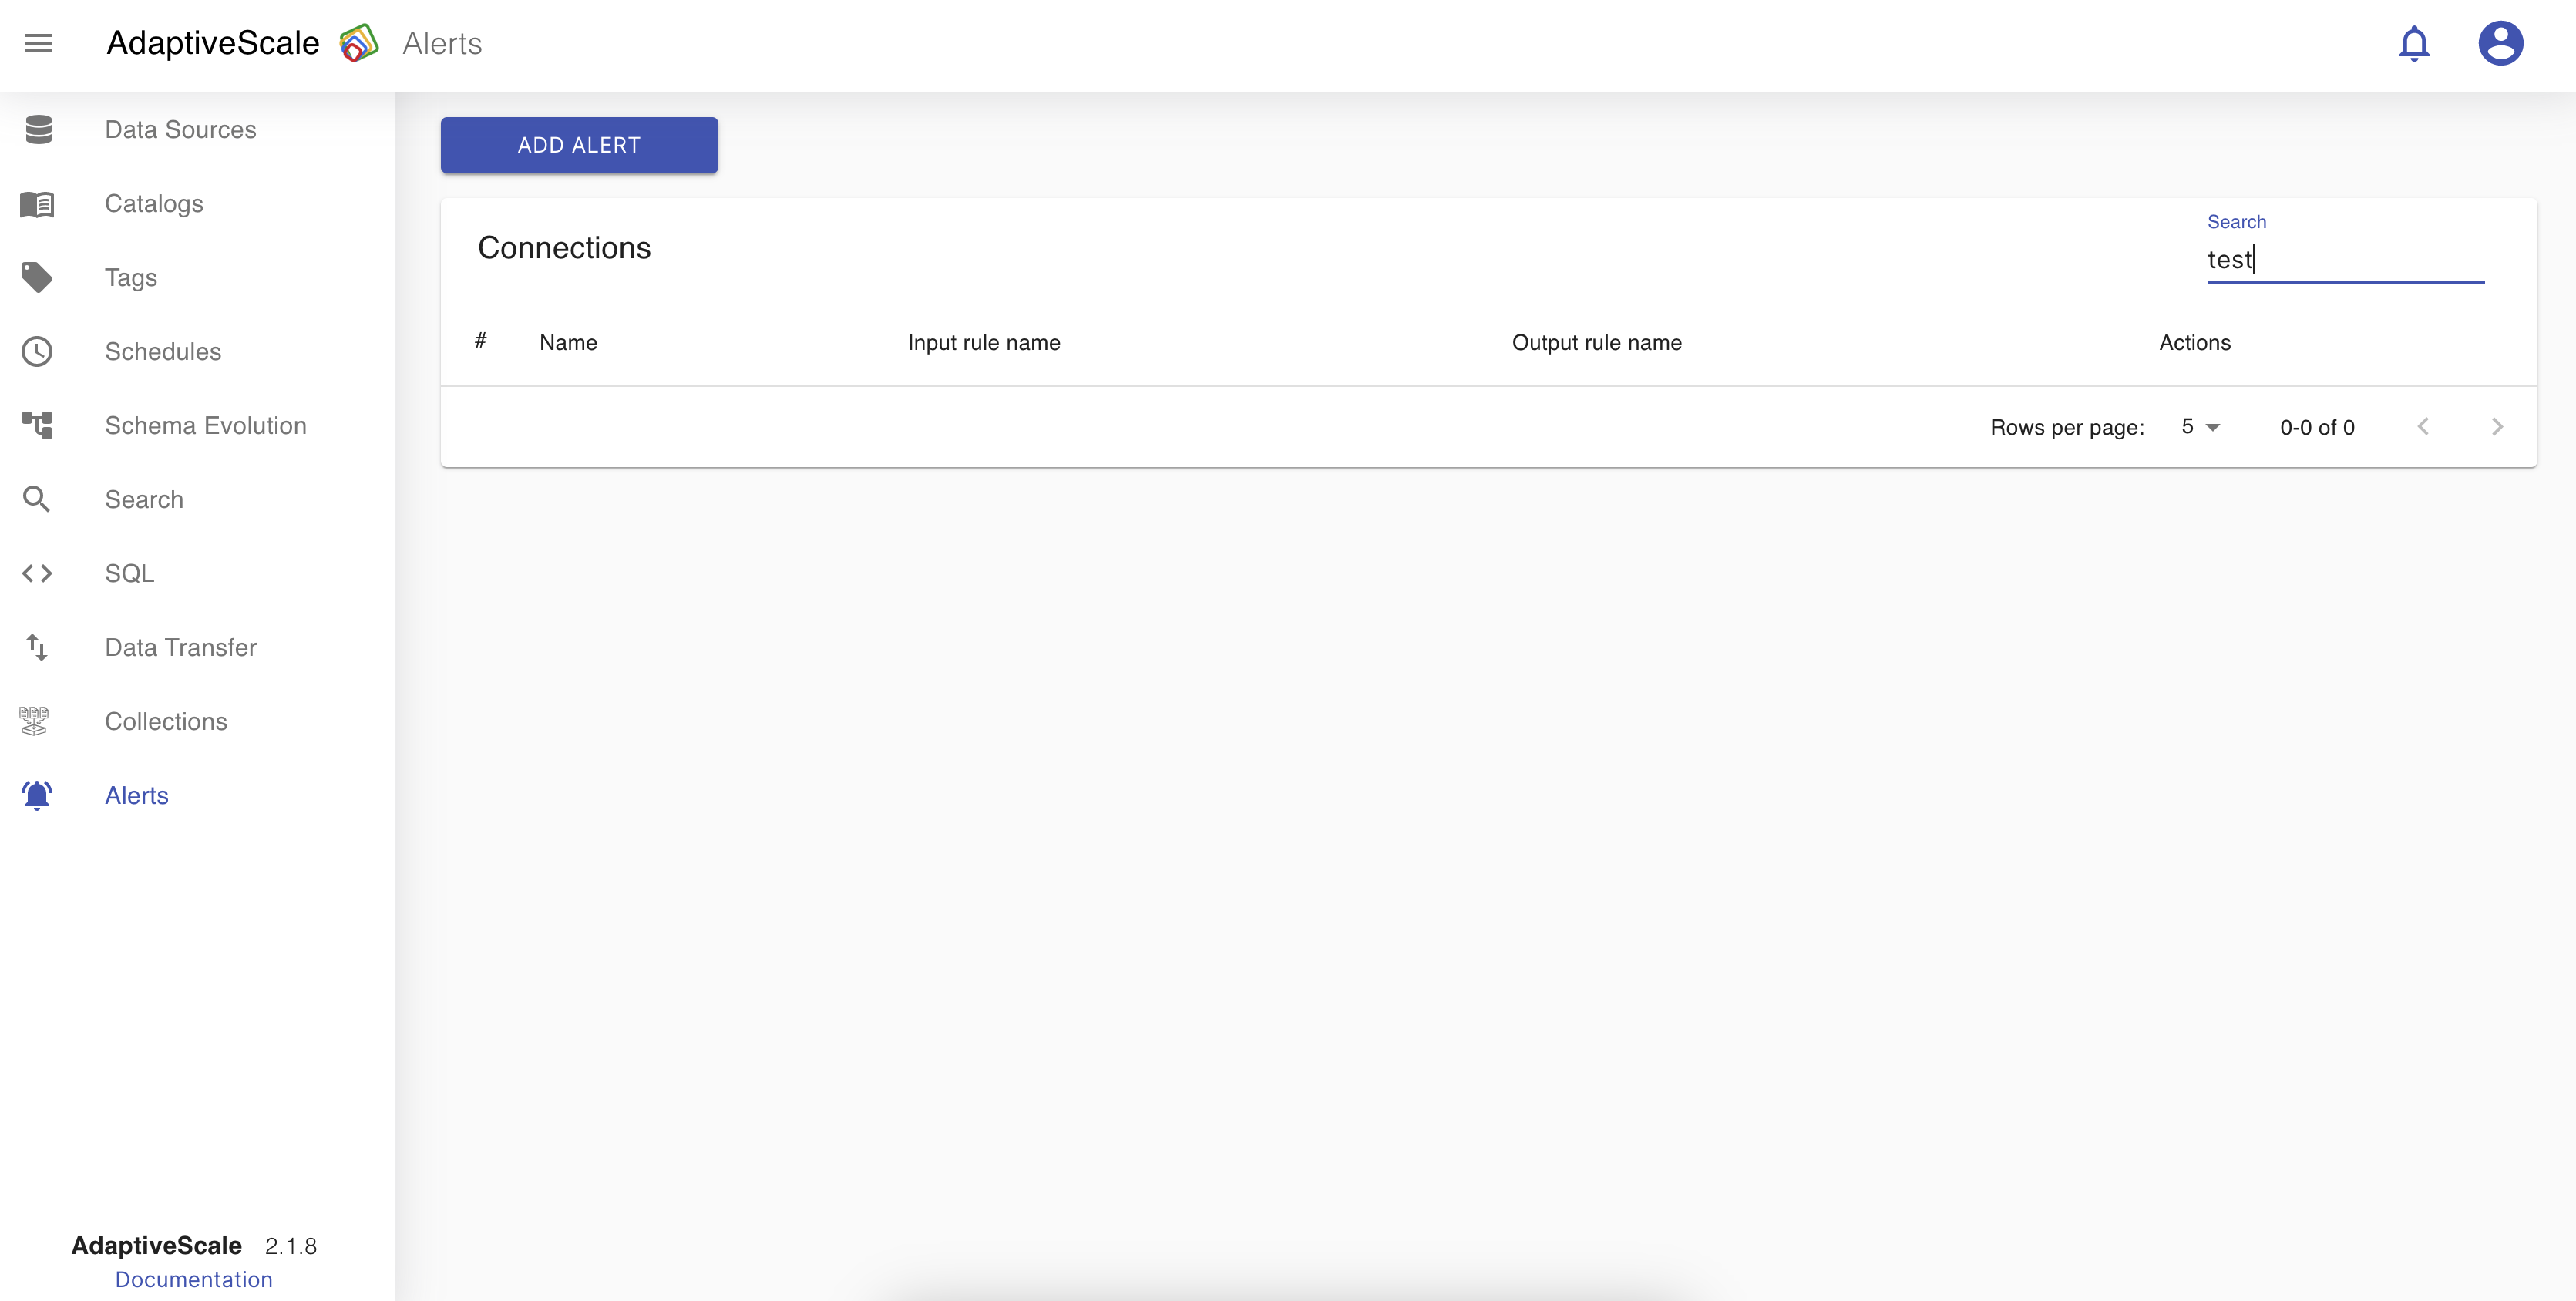 AdaptiveScale Alerts
Data Sources
Catalogs
Tags
Schedules
Schema Evolution
Search
SQL
Data Transfer
Collections
Alerts
AdaptiveScale 2.1.8
Documentation
ADD ALERT
Connections
Search
test
# Name Input rule name Output rule name Actions
Rows per page: 5 0-0 of 0